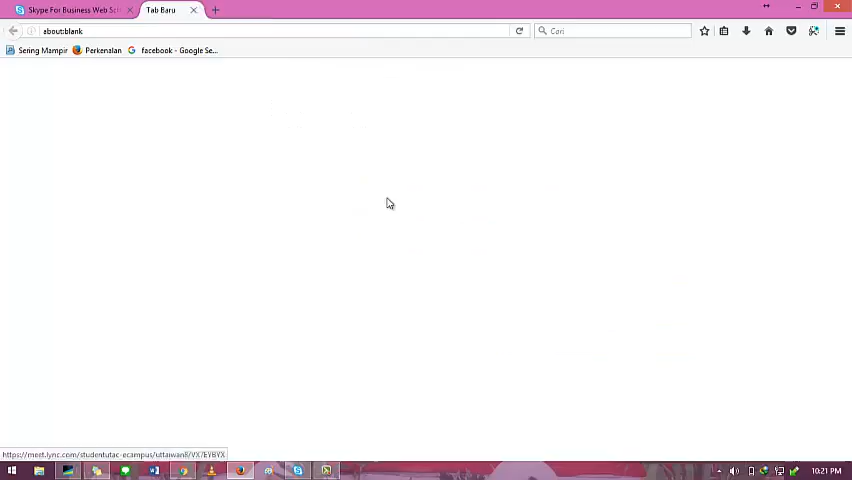 Skype For Business Web Sch
Tab Baru
about:blank
Cari
Sering Mampir
Perkenalan
facebook - Google Se...
https://meet.lync.com/studentutac-ecampus/uttaiwan8/VX7EYBYX
10:21 PM